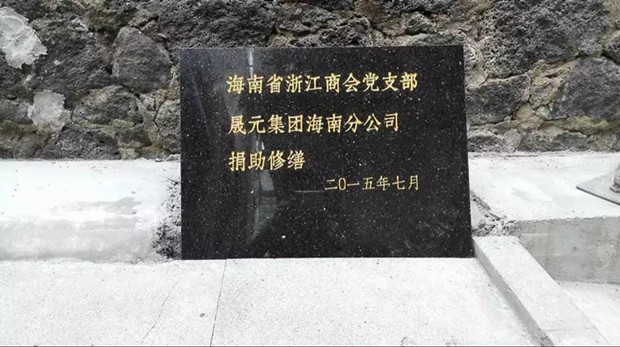 海南省浙江商会党支部
晟元集团海南分公司
捐助修缮
二〇一五年七月